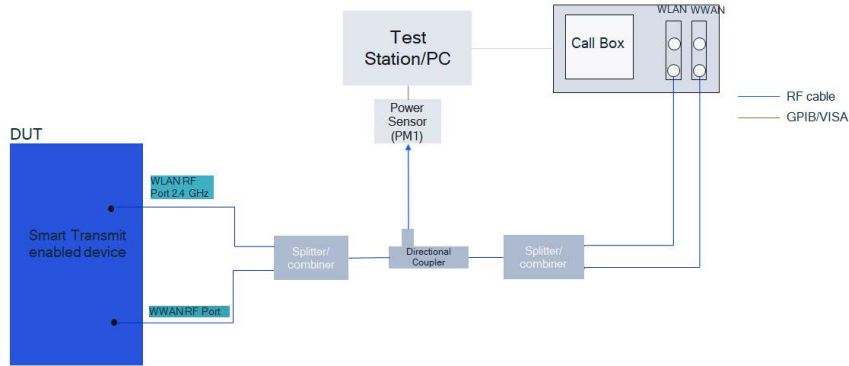 WLAN WWAN
Test
Station/PC
Call Box
RF cable
GPIB/VISA
Power
Sensor
(PM1)
DUT
WLAN RF
Port 2.4 GHz
Smart Transmit
enabled device
Splitter/
combiner
Directional
Coupler
Splitter/
combiner
WWAN RF Port